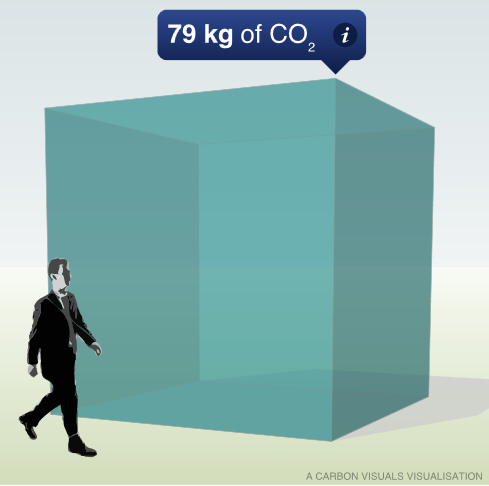 79 kg of CO₂ i
A CARBON VISUALS VISUALISATION